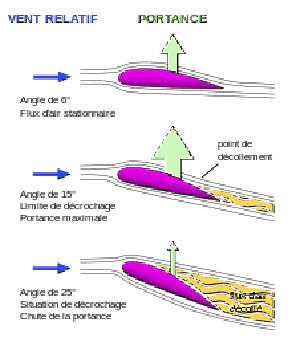 VENT RELATIF PORTANCE
Angle de 6°
Flux d'air stationnaire
point de
décollement
Angle de 15°
Limite de décrochage
Portance maximale
Angle de 25°
Situation de décrochage
Chute de la portance
flux d'air
décollé